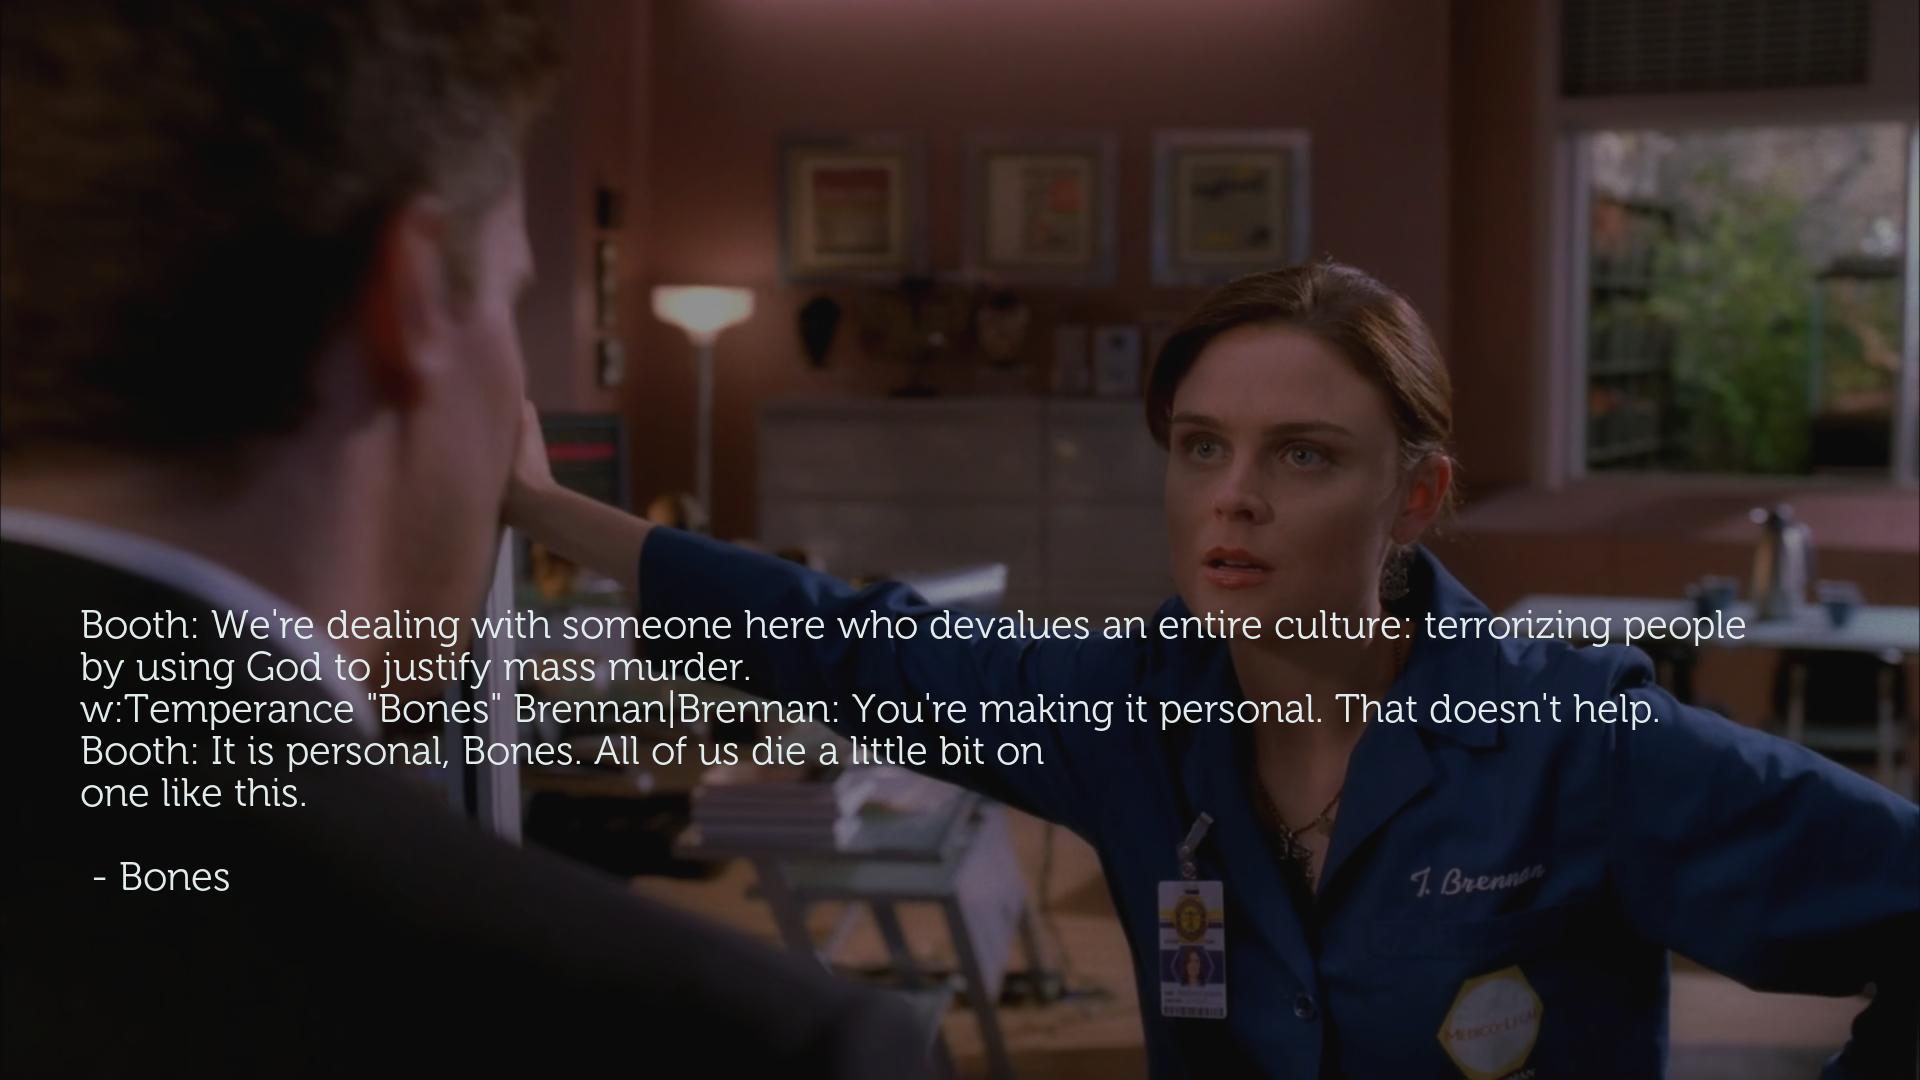 Booth: We're dealing with someone here who devalues an entire culture: terrorizing people
by using God to justify mass murder.
w:Temperance "Bones" Brennan|Brennan: You're making it personal. That doesn't help.
Booth: It is personal, Bones. All of us die a little bit on
one like this.
- Bones
T. Brennan
MEDICO-LEGAL